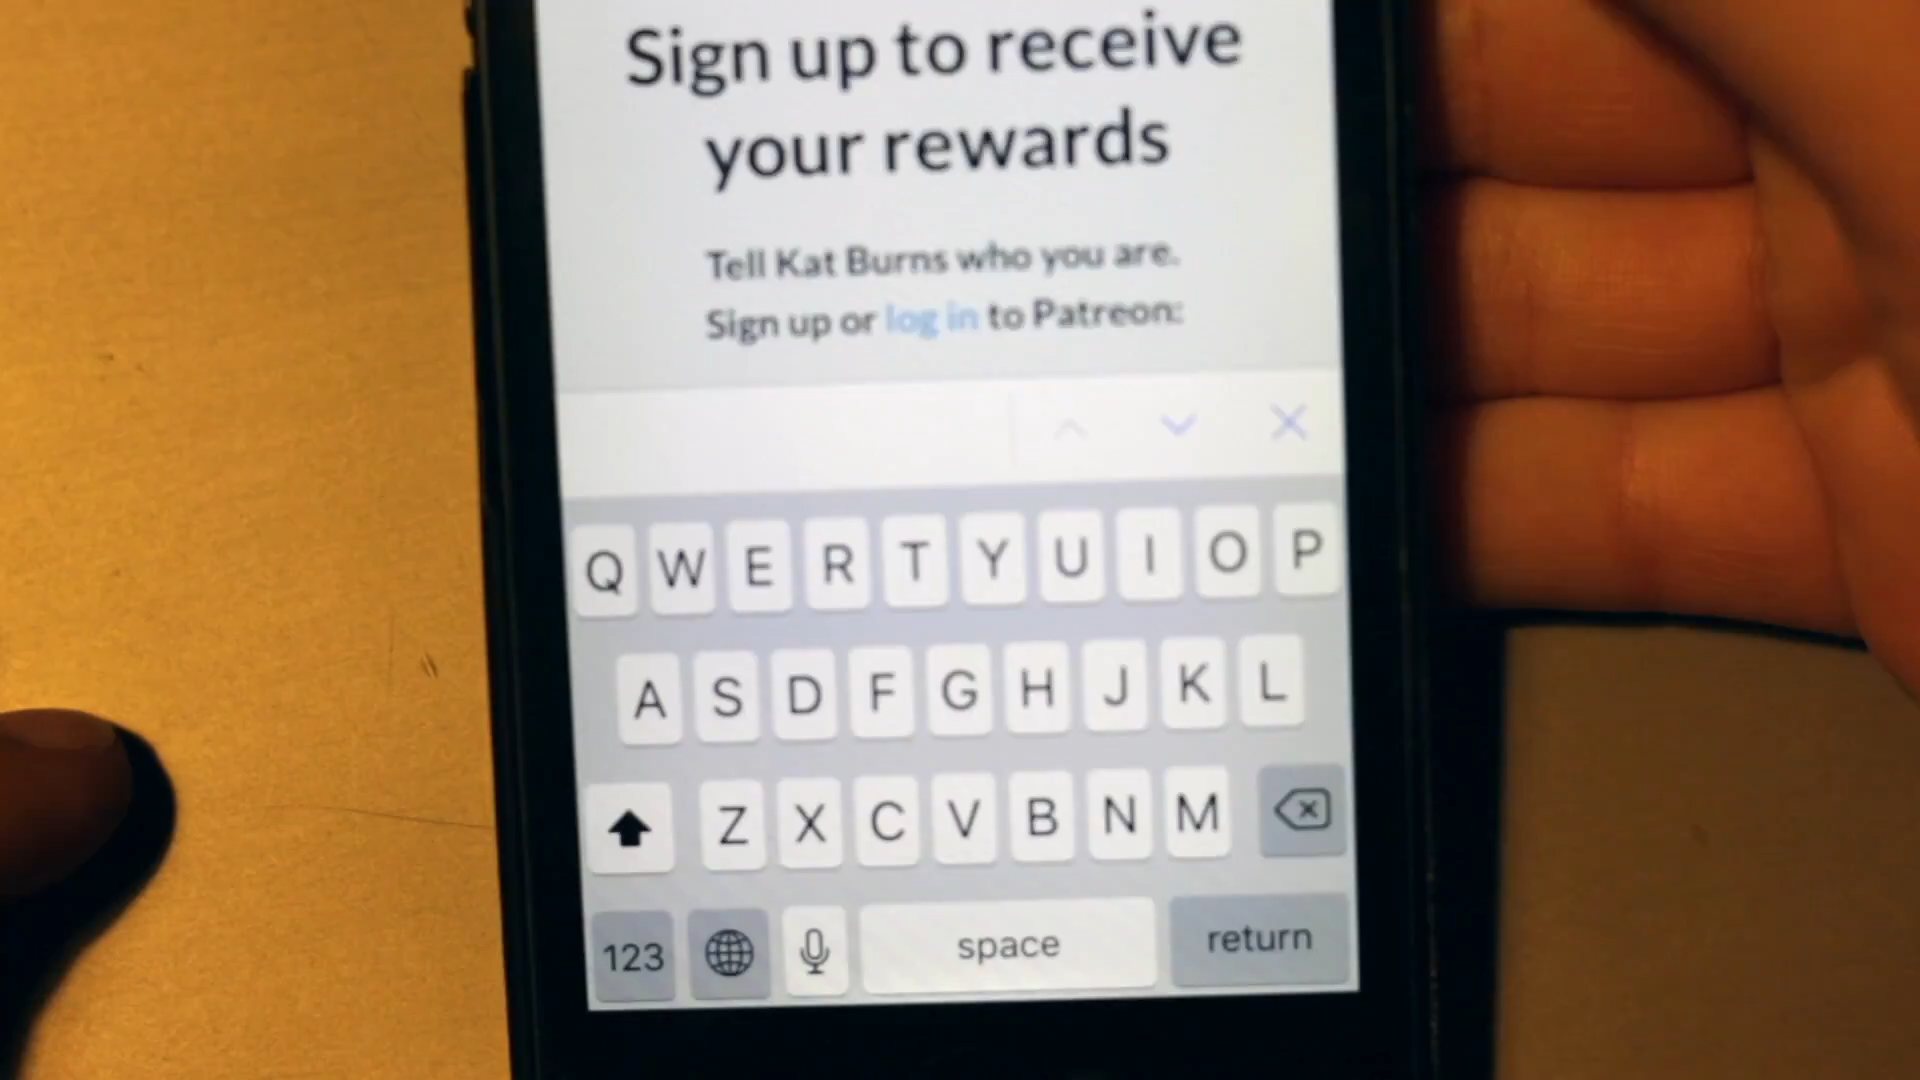 Sign up to receive
your rewards
Tell Kat Burns who you are.
Sign up or log in to Patreon:
Q W E R T Y U I O P
A S D F G H J K L
Z X C V B N M
123 space return